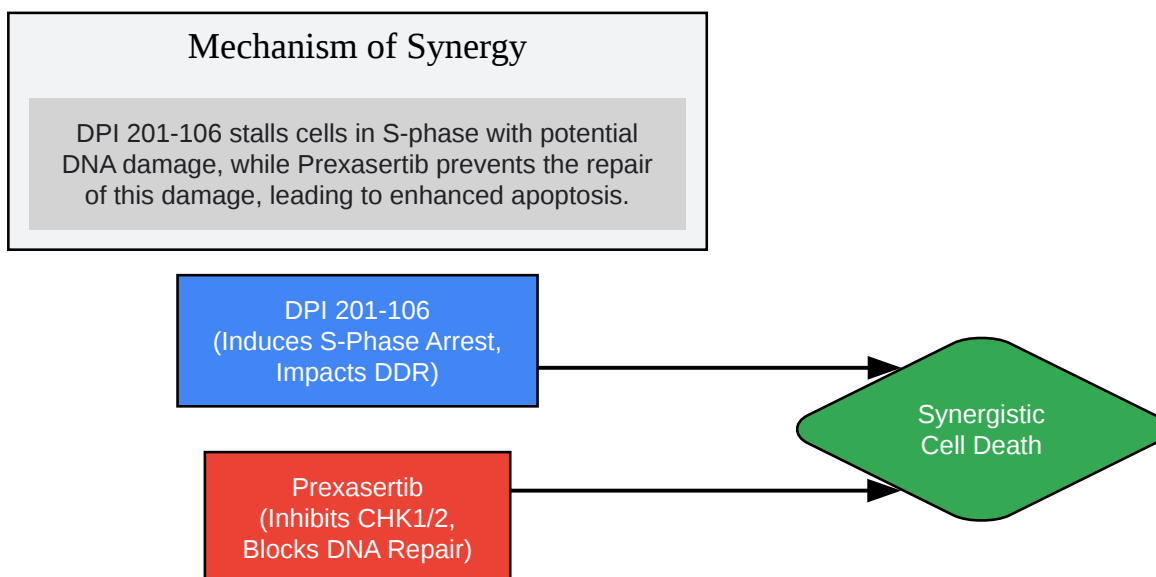 Mechanism of Synergy
DPI 201-106 stalls cells in S-phase with potential
DNA damage, while Prexasertib prevents the repair
of this damage, leading to enhanced apoptosis.
DPI 201-106
(Induces S-Phase Arrest,
Impacts DDR)
Synergistic
Cell Death
Prexasertib
(Inhibits CHK1/2,
Blocks DNA Repair)